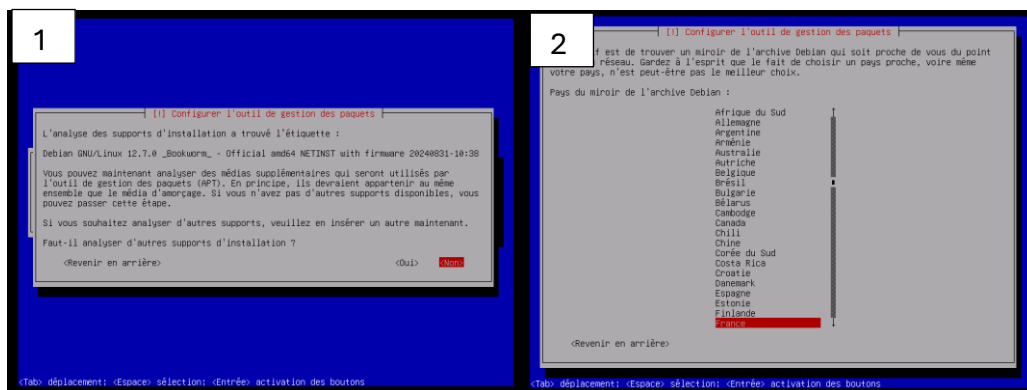 1
[!] Configurer l'outil de gestion des paquets
L'analyse des supports d'installation a trouvé l'étiquette :
Debian GNU/Linux 12.7.0 _Bookworm_ - Official amd64 NETINST with firmware 20240831-10:38
Vous pouvez maintenant analyser des médias supplémentaires qui seront utilisés par
l'outil de gestion des paquets (APT). En principe, ils devraient appartenir au même
ensemble que le média d'amorçage. Si vous n'avez pas d'autres supports disponibles, vous
pouvez passer cette étape.
Si vous souhaitez analyser d'autres supports, veuillez en insérer un autre maintenant.
Faut-il analyser d'autres supports d'installation ?
<Revenir en arrière> <Oui> <Non>
<Tab> déplacement; <Espace> sélection; <Entrée> activation des boutons
2
[!] Configurer l'outil de gestion des paquets
est de trouver un miroir de l'archive Debian qui soit proche de vous du point
réseau. Gardez à l'esprit que le fait de choisir un pays proche, voire même
votre pays, n'est peut-être pas le meilleur choix.
Pays du miroir de l'archive Debian :
Afrique du Sud
Allemagne
Argentine
Arménie
Australie
Autriche
Belgique
Brésil
Bulgarie
Bélarus
Cambodge
Canada
Chili
Chine
Corée du Sud
Costa Rica
Croatie
Danemark
Espagne
Estonie
Finlande
France
<Revenir en arrière>
<Tab> déplacement; <Espace> sélection; <Entrée> activation des boutons